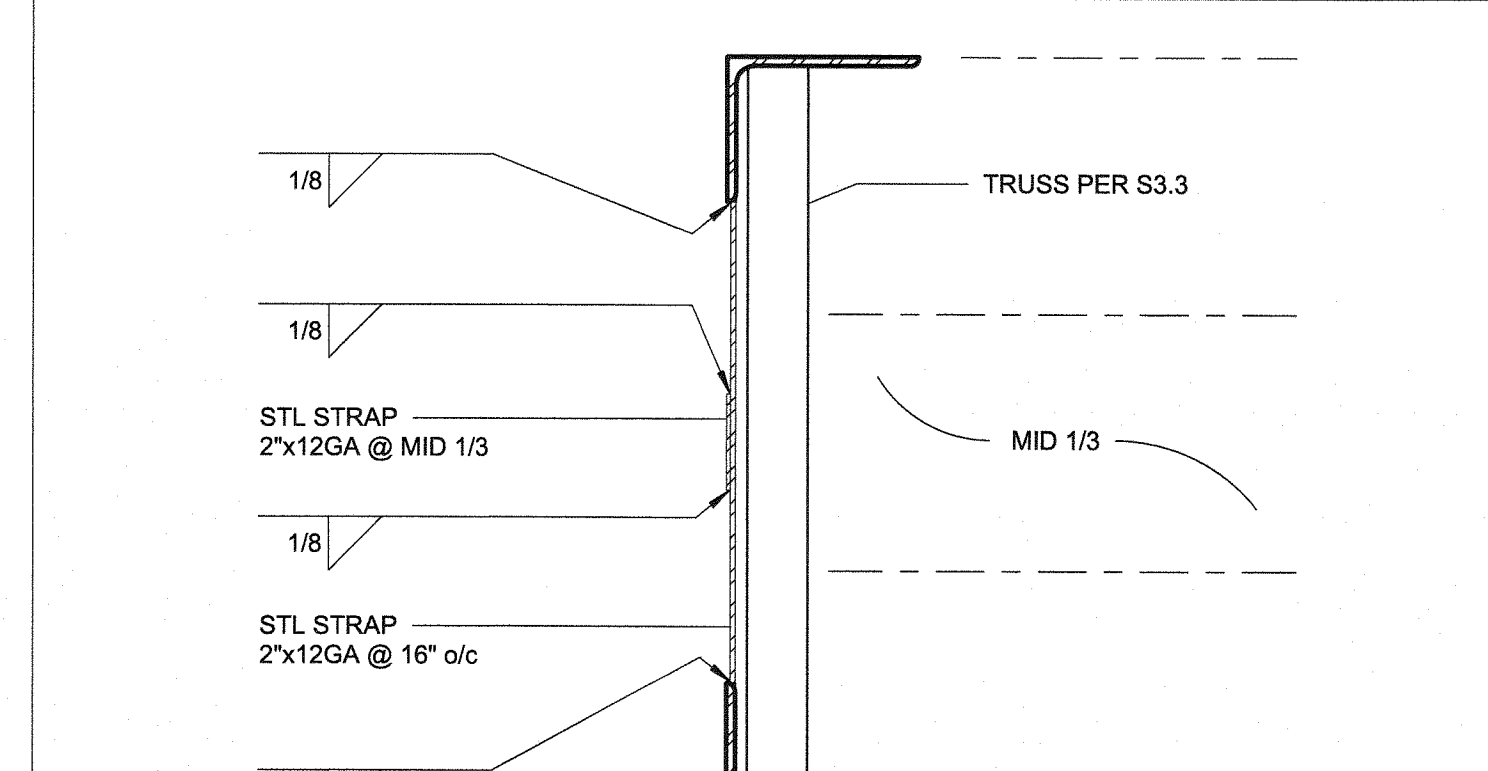 1/8
TRUSS PER S3.3
1/8
STL STRAP
2"x12GA @ MID 1/3
MID 1/3
1/8
STL STRAP
2"x12GA @ 16" o/c